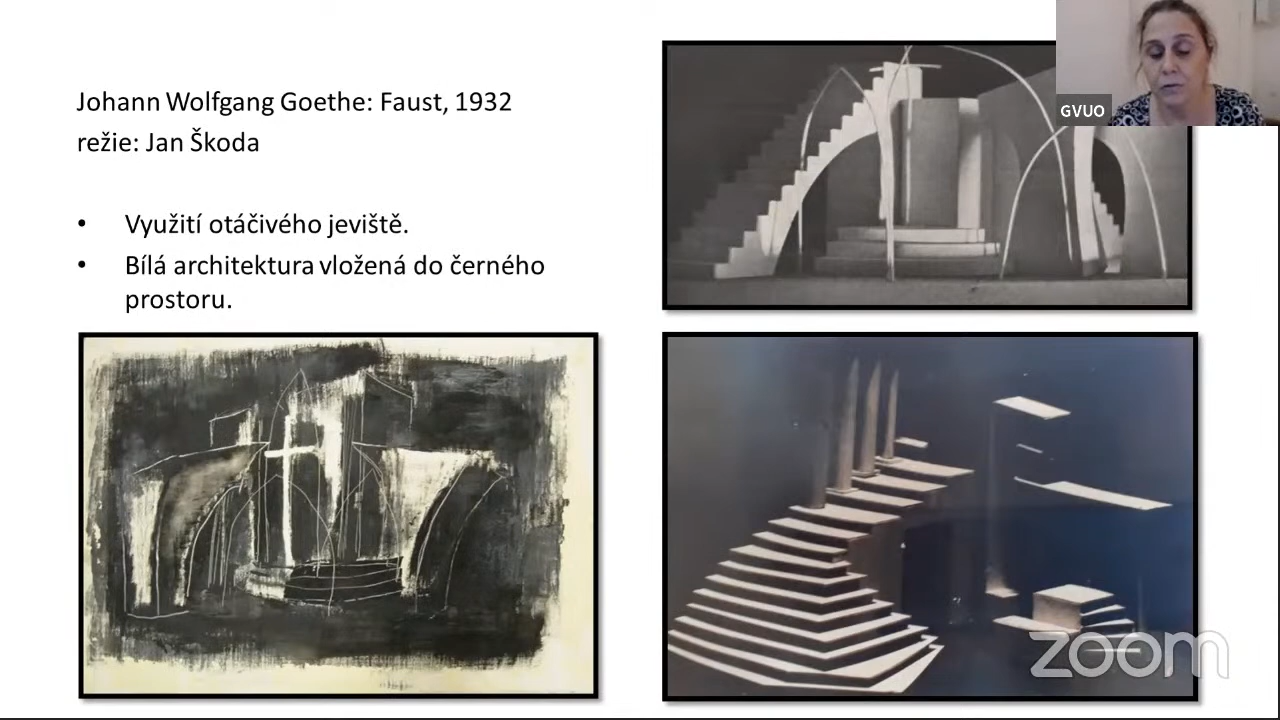 Johann Wolfgang Goethe: Faust, 1932
režie: Jan Škoda
• Využití otáčivého jeviště.
• Bílá architektura vložená do černého
prostoru.
GVUO
zoom